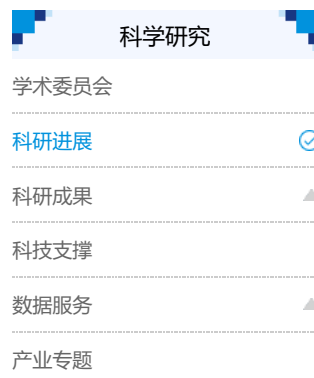 科学研究
学术委员会
科研进展
科研成果
科技支撑
数据服务
产业专题